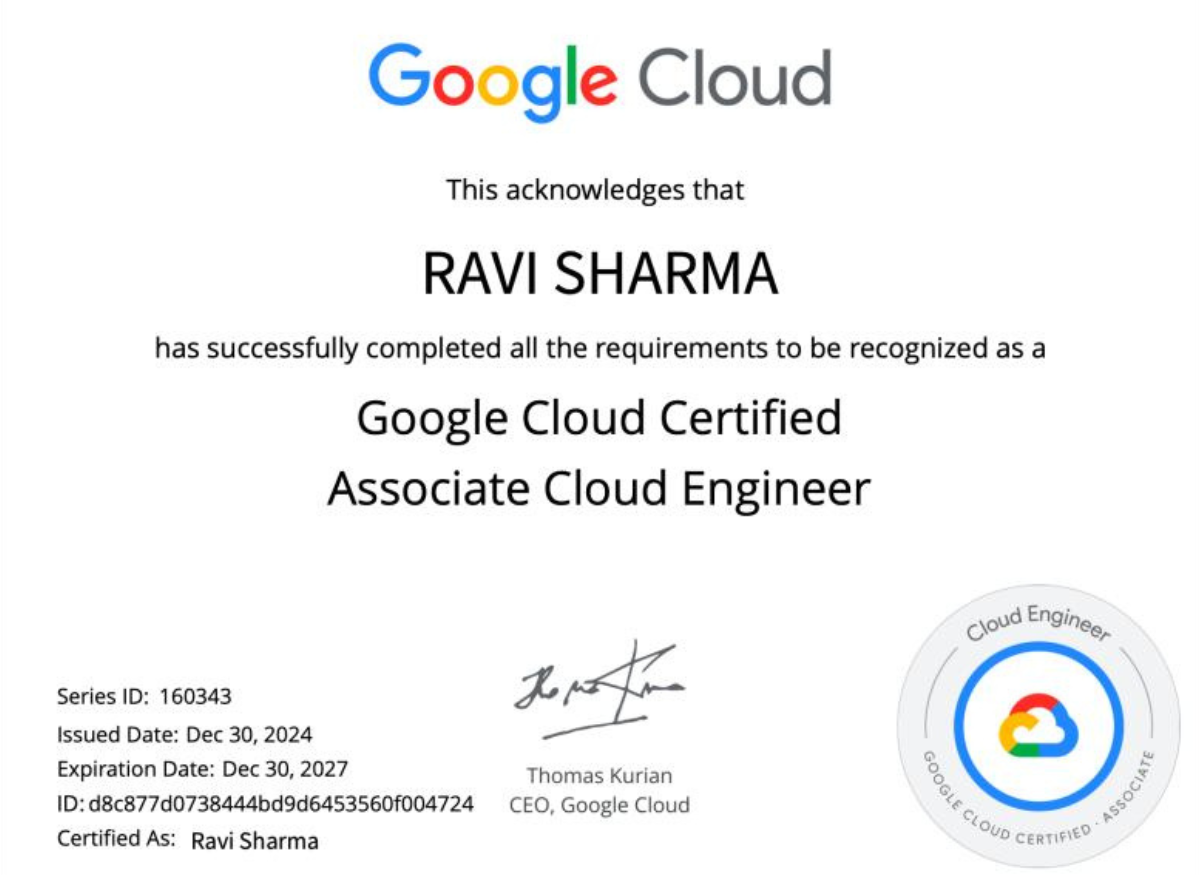 Google Cloud
This acknowledges that
RAVI SHARMA
has successfully completed all the requirements to be recognized as a
Google Cloud Certified
Associate Cloud Engineer
Series ID: 160343
Issued Date: Dec 30, 2024
Expiration Date: Dec 30, 2027
ID: d8c877d0738444bd9d6453560f004724
Certified As: Ravi Sharma
Thomas Kurian
CEO, Google Cloud
Cloud Engineer
GOOGLE CLOUD CERTIFIED · ASSOCIATE